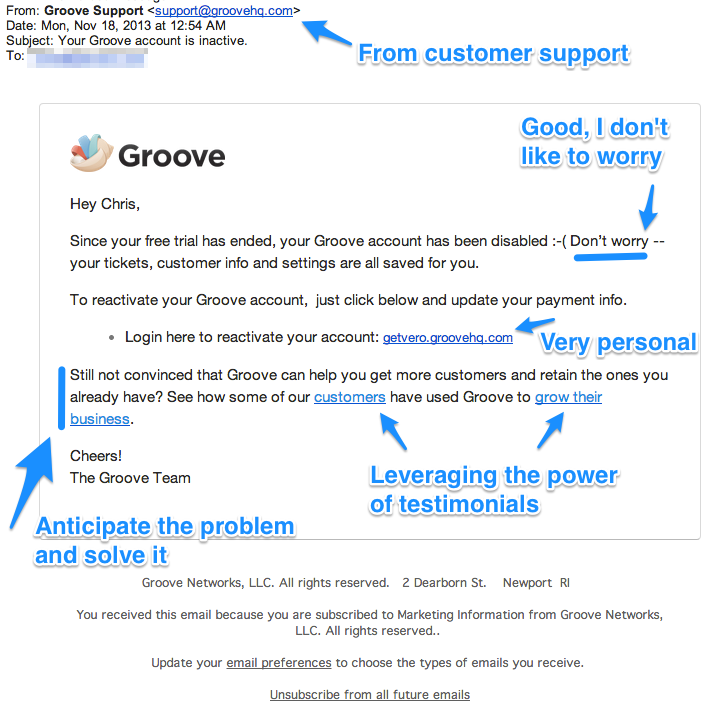 From: Groove Support <support@groovehq.com>
Date: Mon, Nov 18, 2013 at 12:54 AM
Subject: Your Groove account is inactive.
To:
From customer support
Good, I don't
like to worry
Groove
Hey Chris,
Since your free trial has ended, your Groove account has been disabled :-( Don't worry --
your tickets, customer info and settings are all saved for you.
To reactivate your Groove account,  just click below and update your payment info.
• Login here to reactivate your account: getvero.groovehq.com
Very personal
Still not convinced that Groove can help you get more customers and retain the ones you
already have? See how some of our customers have used Groove to grow their
business.
Cheers!
The Groove Team
Leveraging the power
of testimonials
Anticipate the problem
and solve it
Groove Networks, LLC. All rights reserved.   2 Dearborn St.    Newport  RI
You received this email because you are subscribed to Marketing Information from Groove Networks,
LLC. All rights reserved..
Update your email preferences to choose the types of emails you receive.
Unsubscribe from all future emails